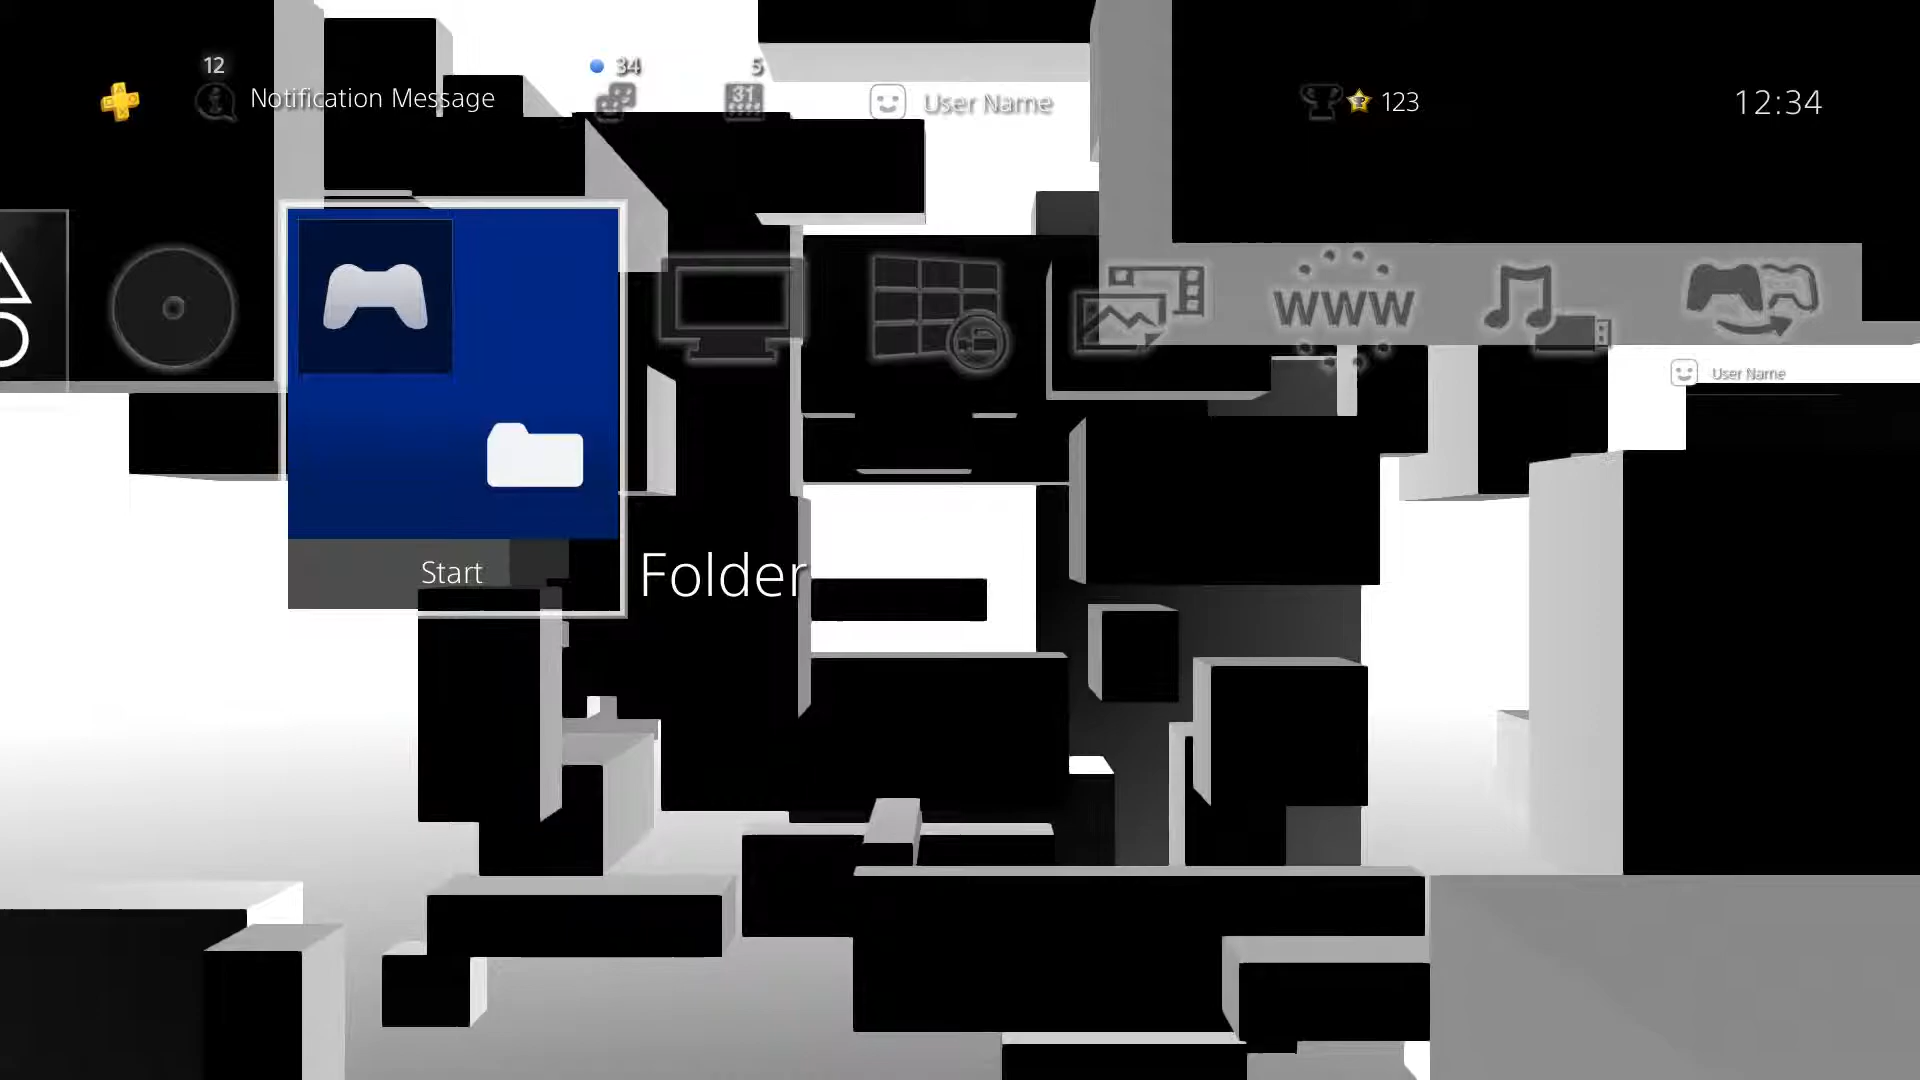 12
34
5
Notification Message
31
User Name
123
12:34
WWW
User Name
Start
Folder